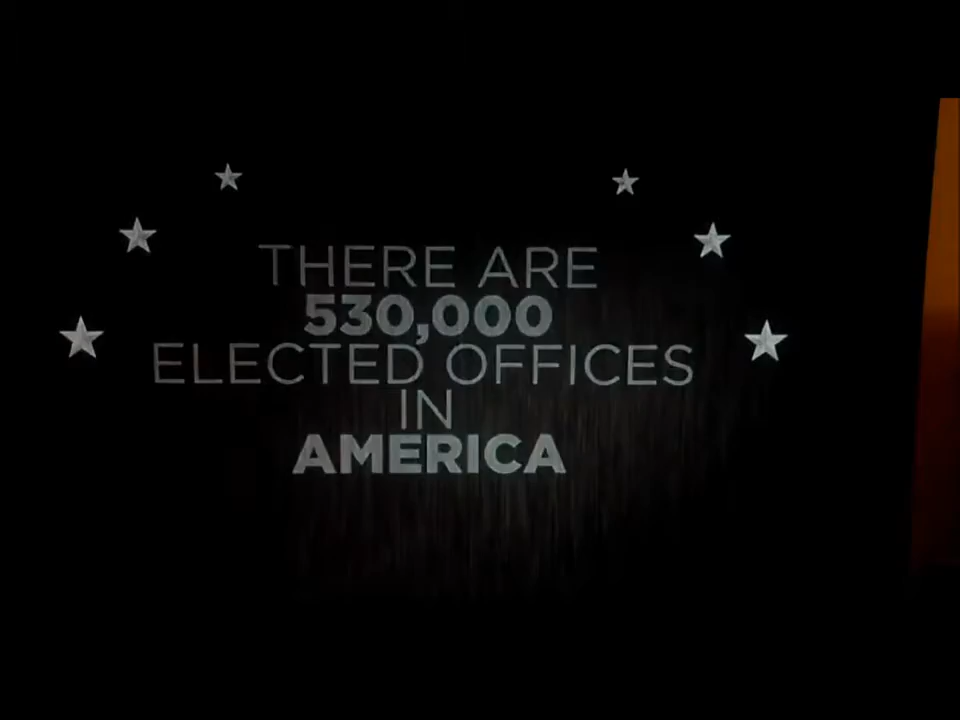 THERE ARE
530,000
ELECTED OFFICES
IN
AMERICA